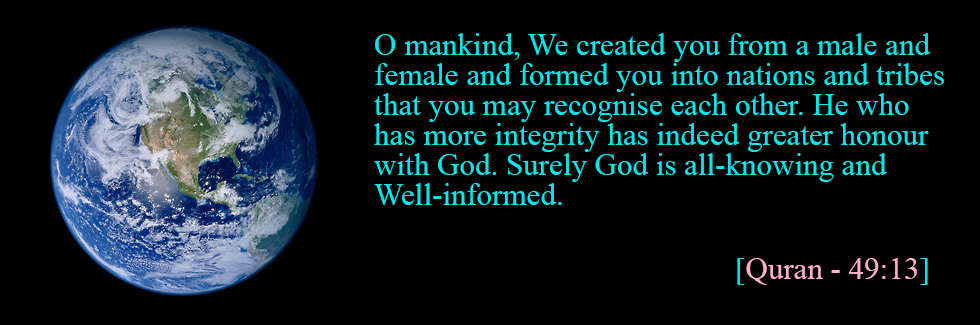 O mankind, We created you from a male and
female and formed you into nations and tribes
that you may recognise each other. He who
has more integrity has indeed greater honour
with God. Surely God is all-knowing and
Well-informed.
[Quran - 49:13]